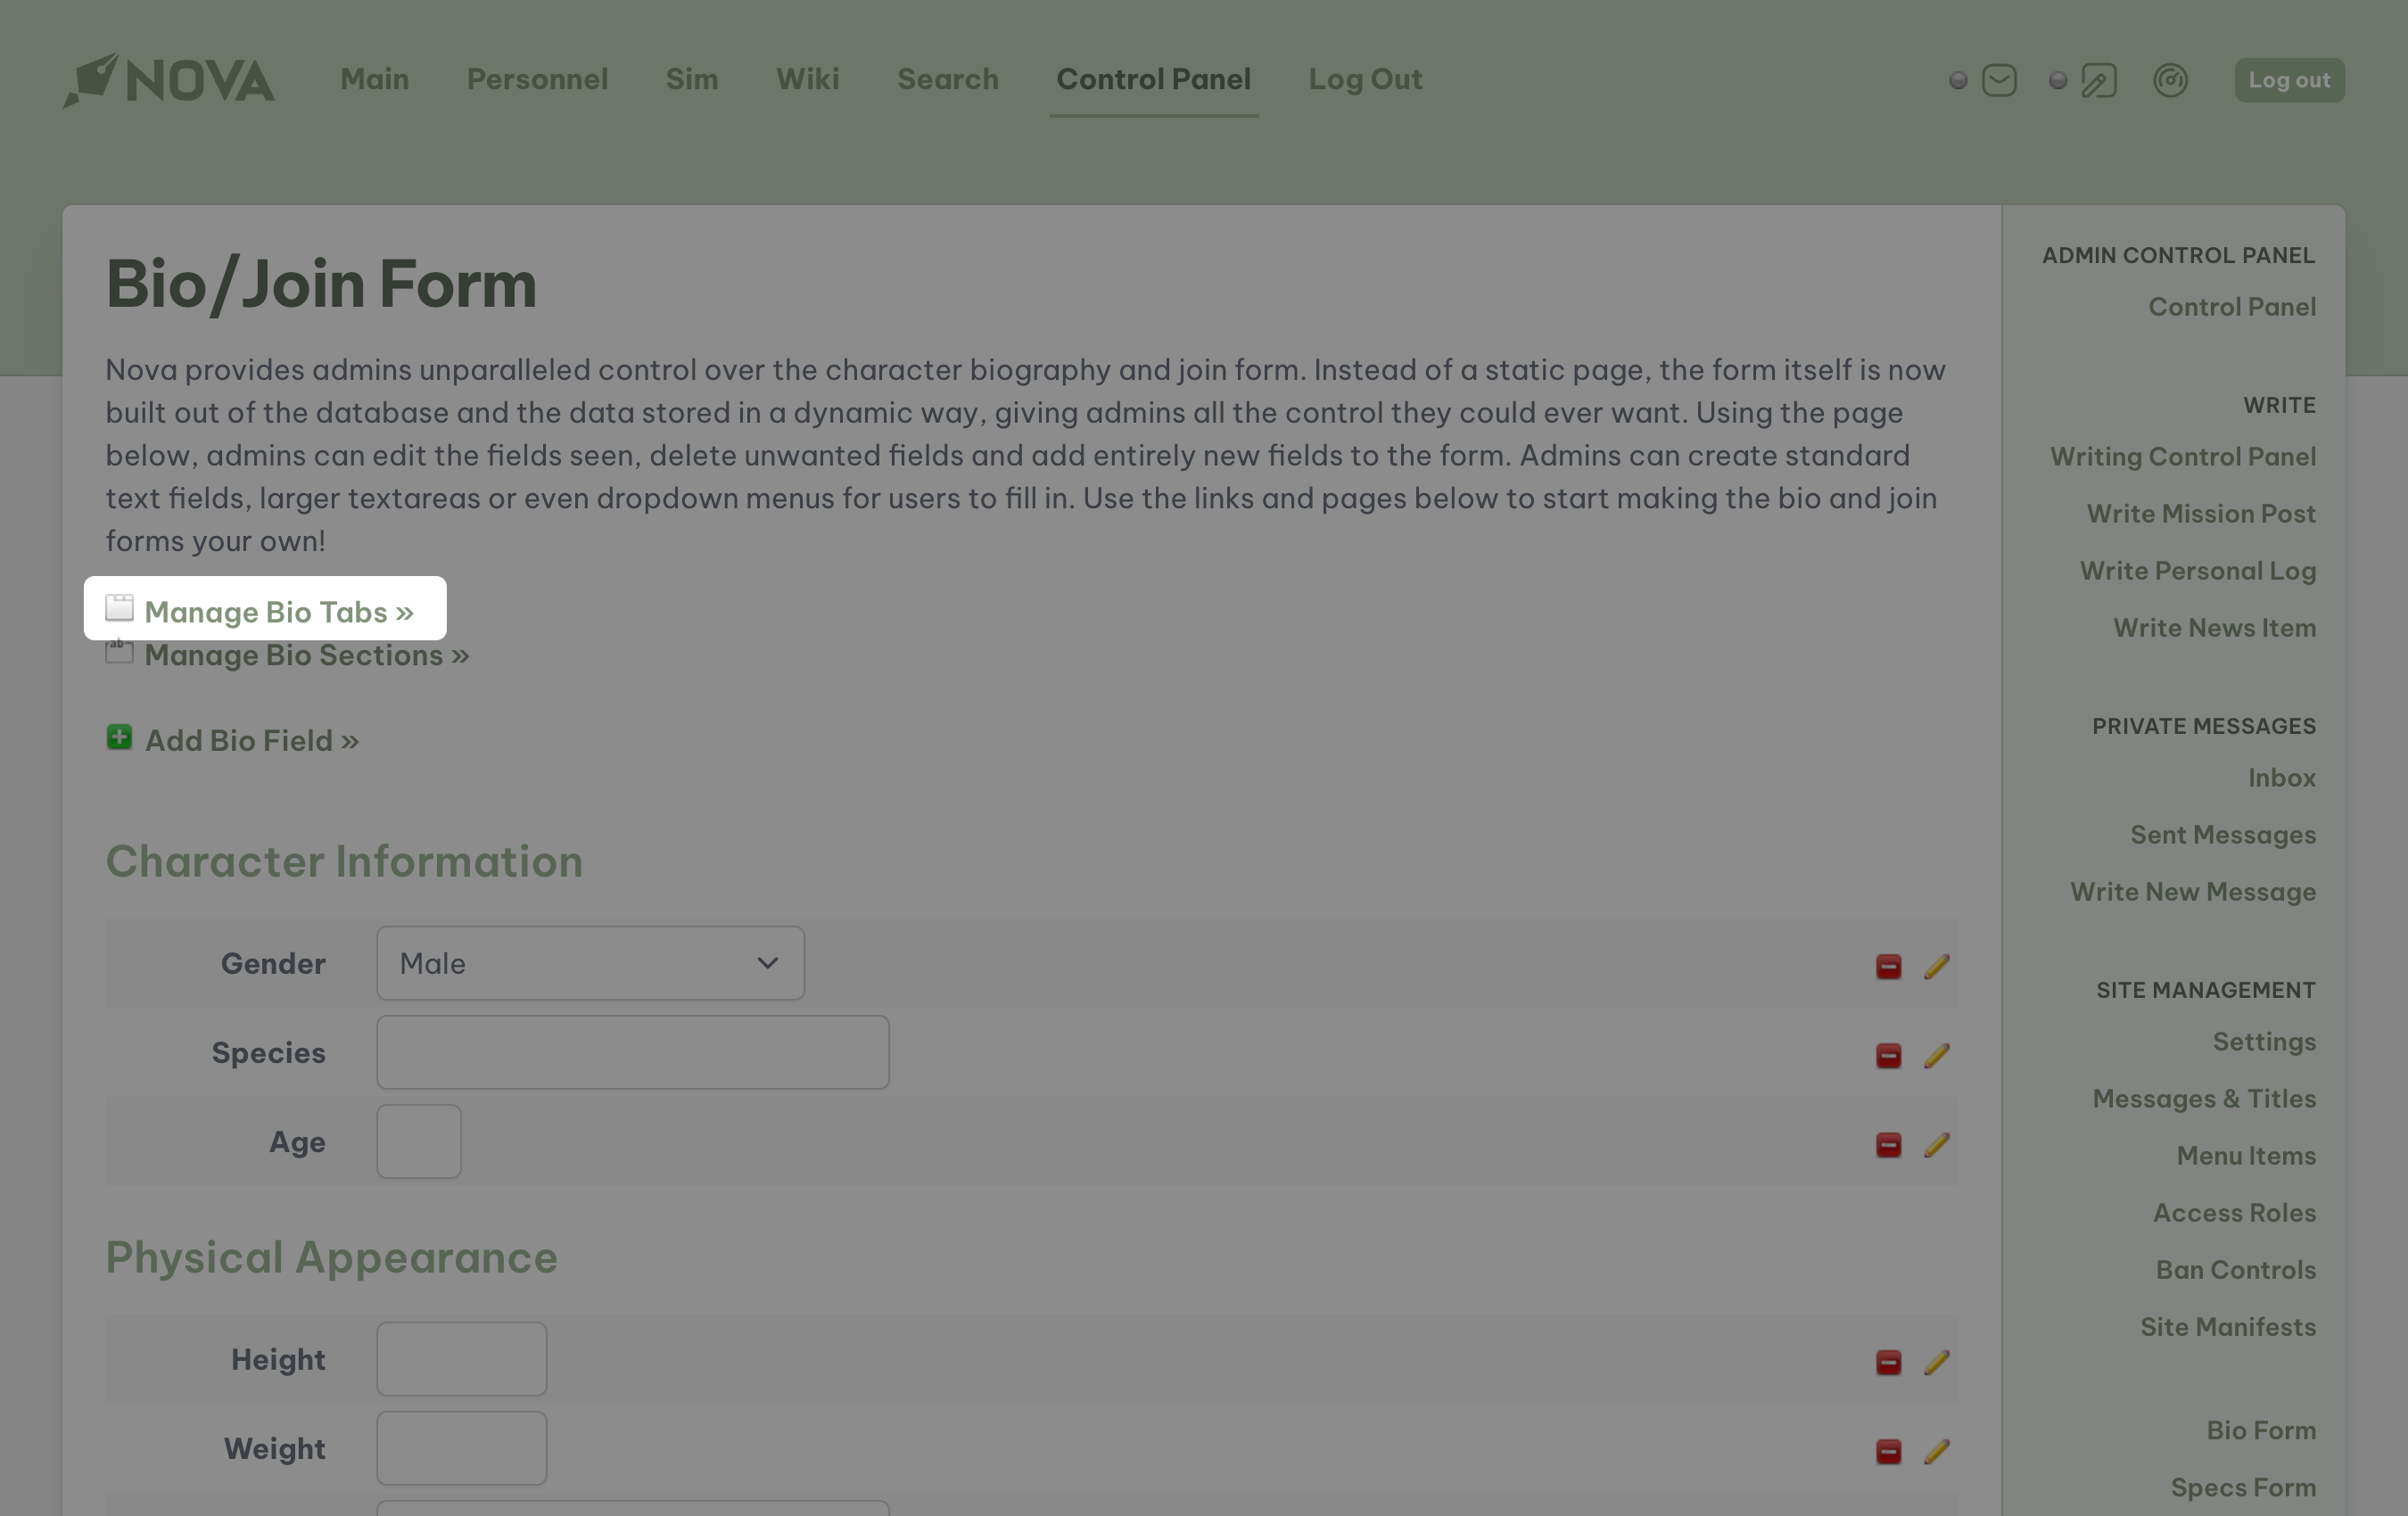 NOVA
Main
Personnel
Sim
Wiki
Search
Control Panel
Log Out
Log out
Bio/Join Form
Nova provides admins unparalleled control over the character biography and join form. Instead of a static page, the form itself is now
built out of the database and the data stored in a dynamic way, giving admins all the control they could ever want. Using the page
below, admins can edit the fields seen, delete unwanted fields and add entirely new fields to the form. Admins can create standard
text fields, larger textareas or even dropdown menus for users to fill in. Use the links and pages below to start making the bio and join
forms your own!
Manage Bio Tabs »
Manage Bio Sections »
Add Bio Field »
Character Information
Gender
Male
Species
Age
Physical Appearance
Height
Weight
ADMIN CONTROL PANEL
Control Panel
WRITE
Writing Control Panel
Write Mission Post
Write Personal Log
Write News Item
PRIVATE MESSAGES
Inbox
Sent Messages
Write New Message
SITE MANAGEMENT
Settings
Messages & Titles
Menu Items
Access Roles
Ban Controls
Site Manifests
Bio Form
Specs Form